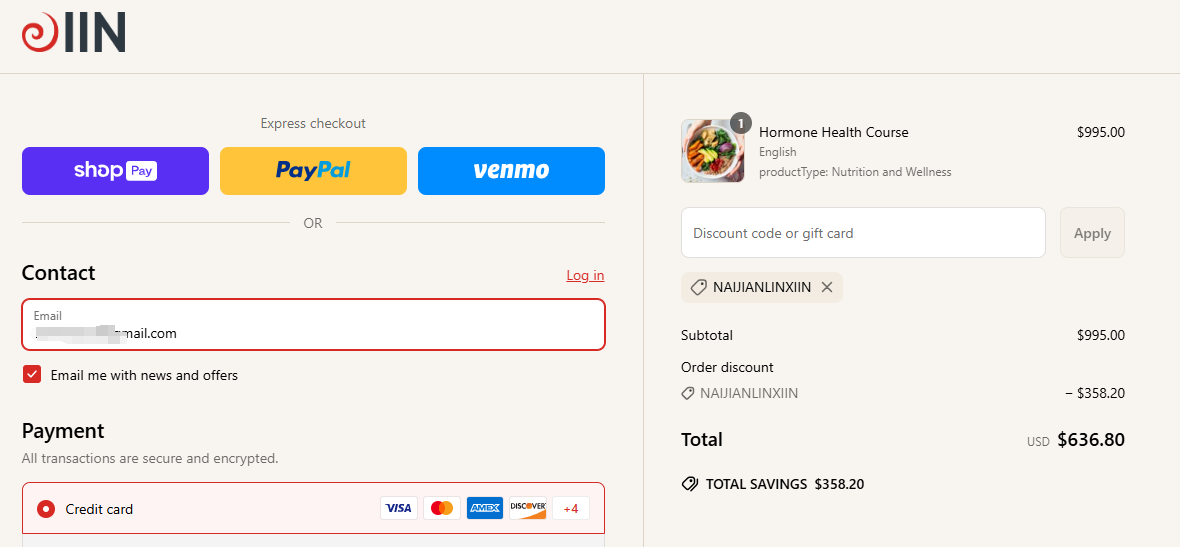 IIN
Express checkout
shop Pay
PayPal
venmo
OR
Contact
Log in
Email
mail.com
Email me with news and offers
Payment
All transactions are secure and encrypted.
Credit card
VISA
AMEX
DISCOVER
+4
1
Hormone Health Course
$995.00
English
productType: Nutrition and Wellness
Discount code or gift card
Apply
NAIJIANLINXIIN
Subtotal
$995.00
Order discount
NAIJIANLINXIIN
− $358.20
Total
USD $636.80
TOTAL SAVINGS $358.20